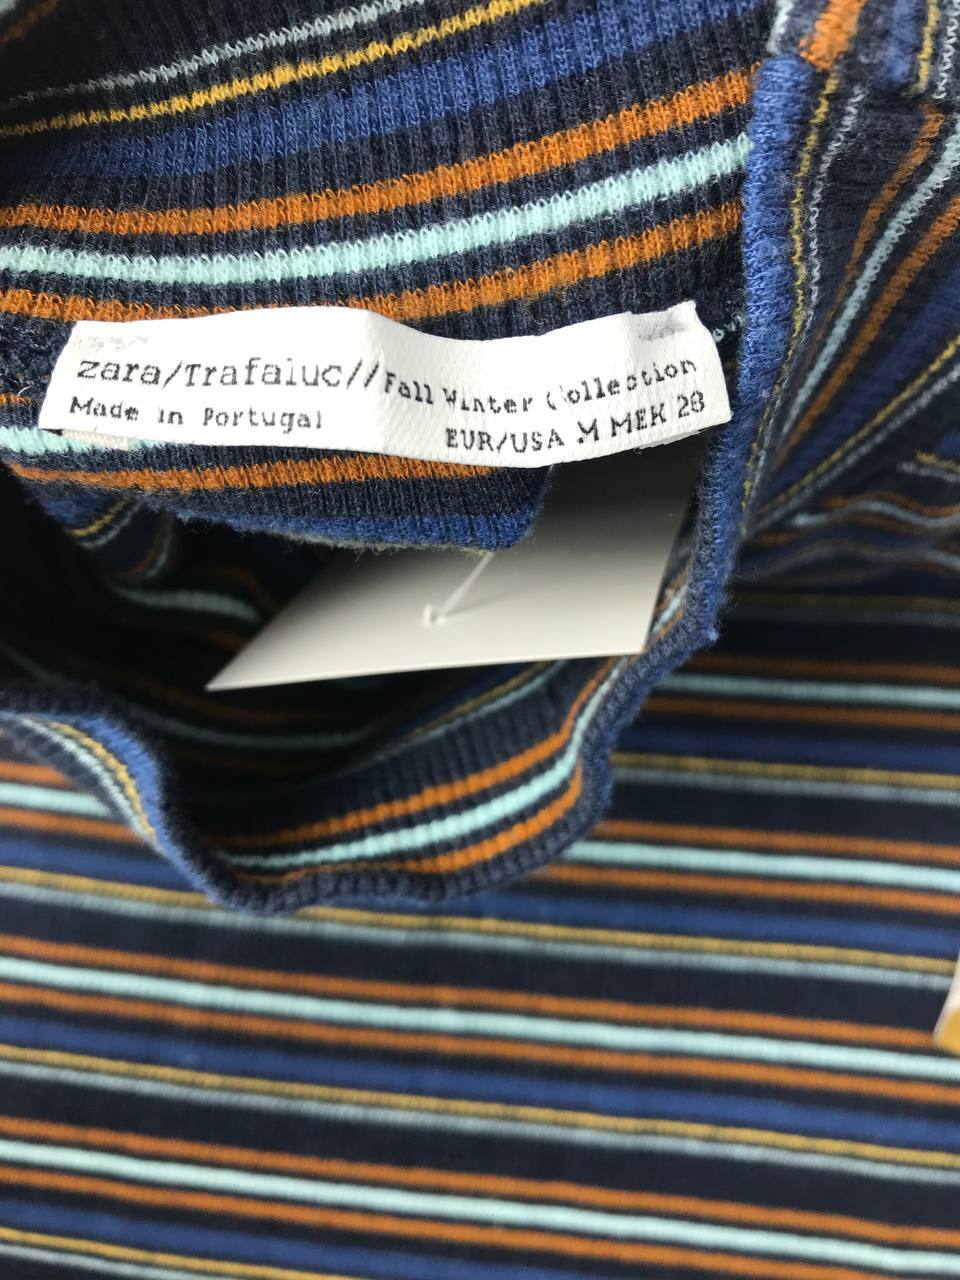 zara/Trafaluc//Fall Winter Collection
Made in Portugal
EUR/USA M MEX 28